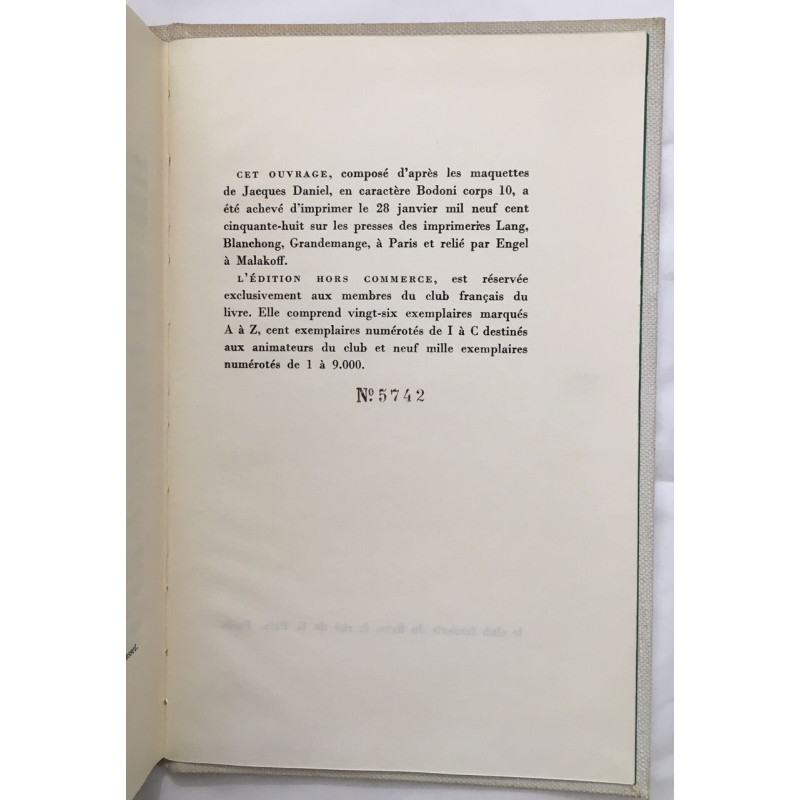 CET OUVRAGE, composé d'après les maquettes
de Jacques Daniel, en caractère Bodoni corps 10, a
été achevé d'imprimer le 28 janvier mil neuf cent
cinquante-huit sur les presses des imprimeries Lang,
Blanchong, Grandemange, à Paris et relié par Engel
à Malakoff.
L'ÉDITION HORS COMMERCE, est réservée
exclusivement aux membres du club français du
livre. Elle comprend vingt-six exemplaires marqués
A à Z, cent exemplaires numérotés de I à C destinés
aux animateurs du club et neuf mille exemplaires
numérotés de 1 à 9.000.
Nº 5742